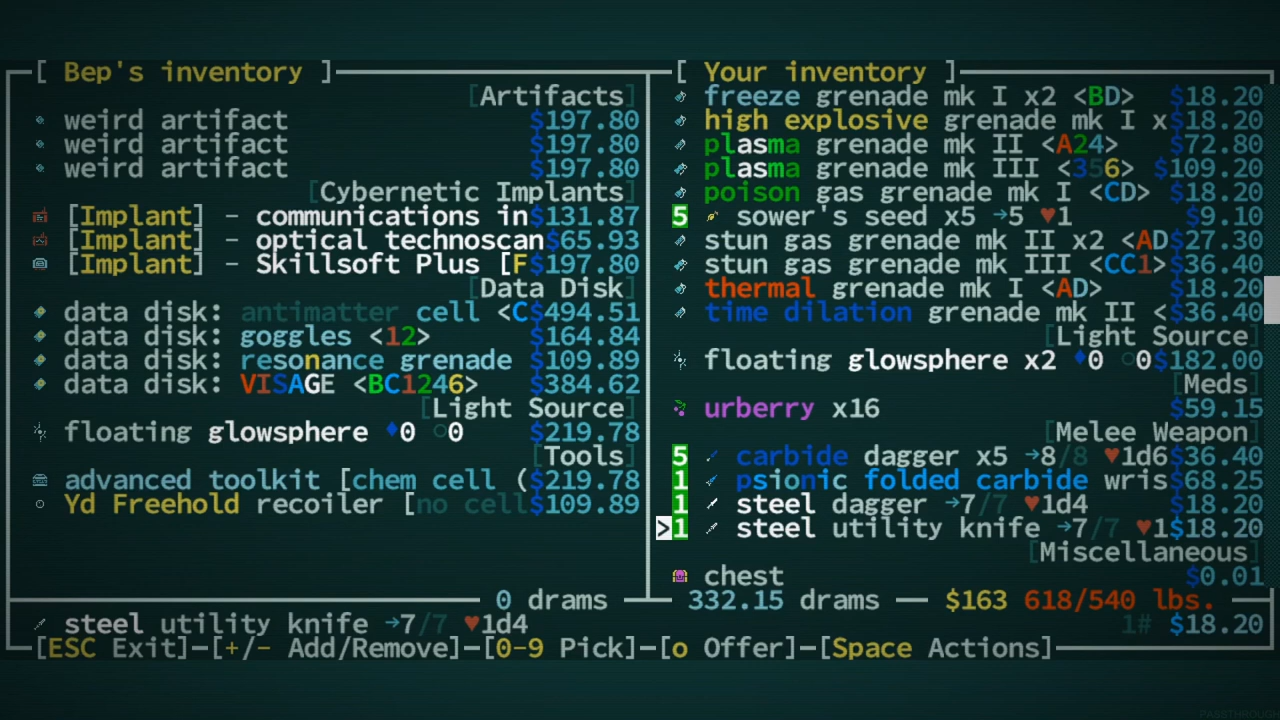 [ Bep's inventory ]
[Artifacts]
weird artifact $197.80
weird artifact $197.80
weird artifact $197.80
[Cybernetic Implants]
[Implant] - communications in$131.87
[Implant] - optical technoscan$65.93
[Implant] - Skillsoft Plus [F$197.80
[Data Disk]
data disk: antimatter cell <C$494.51
data disk: goggles <12> $164.84
data disk: resonance grenade $109.89
data disk: VISAGE <BC1246> $384.62
[Light Source]
floating glowsphere ♦0 ○0 $219.78
[Tools]
advanced toolkit [chem cell ($219.78
Yd Freehold recoiler [no cell$109.89
0 drams
[ Your inventory ]
freeze grenade mk I x2 <BD> $18.20
high explosive grenade mk I x$18.20
plasma grenade mk II <A24> $72.80
plasma grenade mk III <356> $109.20
poison gas grenade mk I <CD> $18.20
5 sower's seed x5 →5 ♥1 $9.10
stun gas grenade mk II x2 <AD$27.30
stun gas grenade mk III <CC1>$36.40
thermal grenade mk I <AD> $18.20
time dilation grenade mk II <$36.40
[Light Source]
floating glowsphere x2 ♦0 ○0$182.00
[Meds]
urberry x16 $59.15
[Melee Weapon]
5 carbide dagger x5 →8/8 ♥1d6$36.40
1 psionic folded carbide wris$68.25
1 steel dagger →7/7 ♥1d4 $18.20
>1 steel utility knife →7/7 ♥1$18.20
[Miscellaneous]
chest $0.01
332.15 drams — $163 618/540 lbs.
steel utility knife →7/7 ♥1d4 1# $18.20
[ESC Exit]—[+/- Add/Remove]—[0-9 Pick]—[o Offer]—[Space Actions]